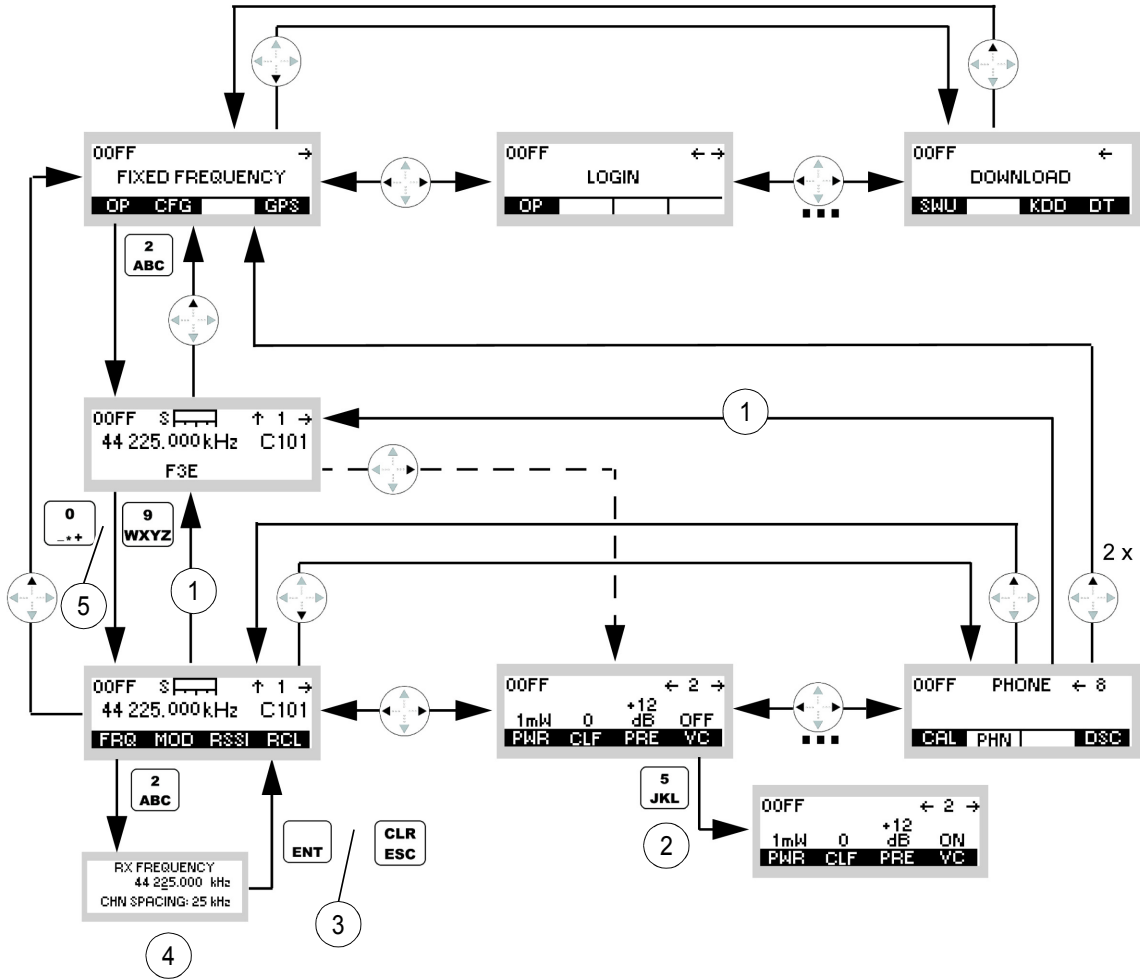 00FF →
FIXED FREQUENCY
OP CFG GPS
00FF ← →
LOGIN
OP
00FF ←
DOWNLOAD
SWU KDD DT
2
ABC
00FF S ↑ 1 →
44 225.000 kHz C101
F3E
1
0
_*+
9
WXYZ
5
1
2 x
00FF S ↑ 1 →
44 225.000 kHz C101
FRQ MOD RSSI RCL
00FF ← 2 →
+12
1mW 0 dB OFF
PWR CLF PRE VC
00FF PHONE ← 8
CAL PHN DSC
2
ABC
ENT
CLR
ESC
5
JKL
2
00FF ← 2 →
+12
1mW 0 dB ON
PWR CLF PRE VC
RX FREQUENCY
44 225.000 kHz
CHN SPACING: 25 kHz
3
4